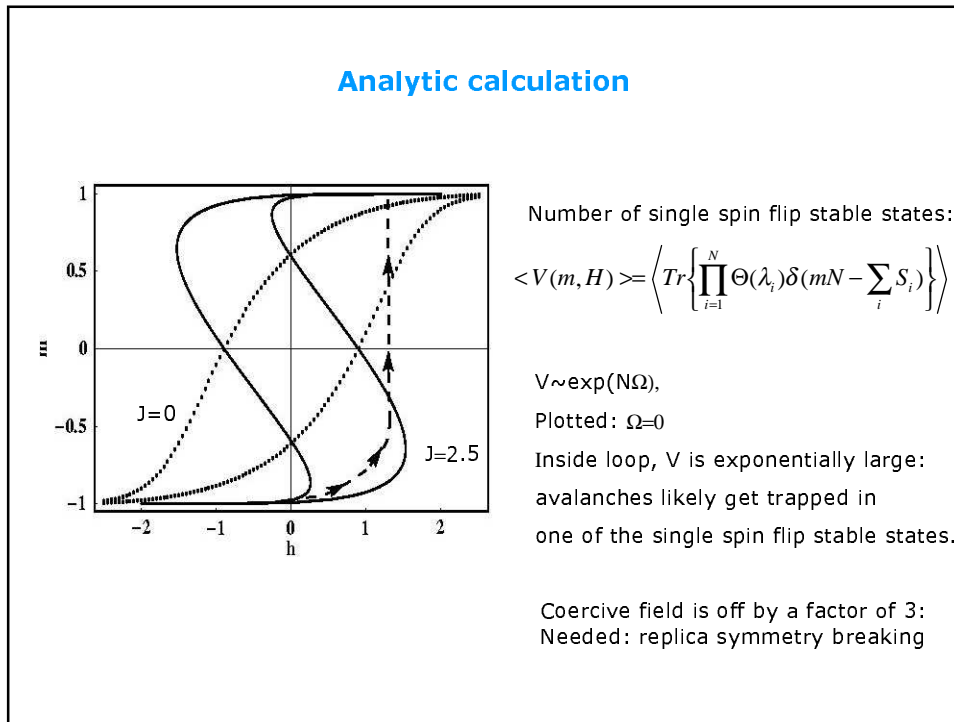 Analytic calculation
1
0.5
0
−0.5
−1
m
J=0
J=2.5
−2 −1 0 1 2
h
Number of single spin flip stable states:
< V(m, H) >= ⟨Tr{∏_{i=1}^{N} Θ(λ_i)δ(mN − ∑_i S_i)}⟩
V~exp(NΩ),
Plotted: Ω=0
Inside loop, V is exponentially large:
avalanches likely get trapped in
one of the single spin flip stable states.
Coercive field is off by a factor of 3:
Needed: replica symmetry breaking